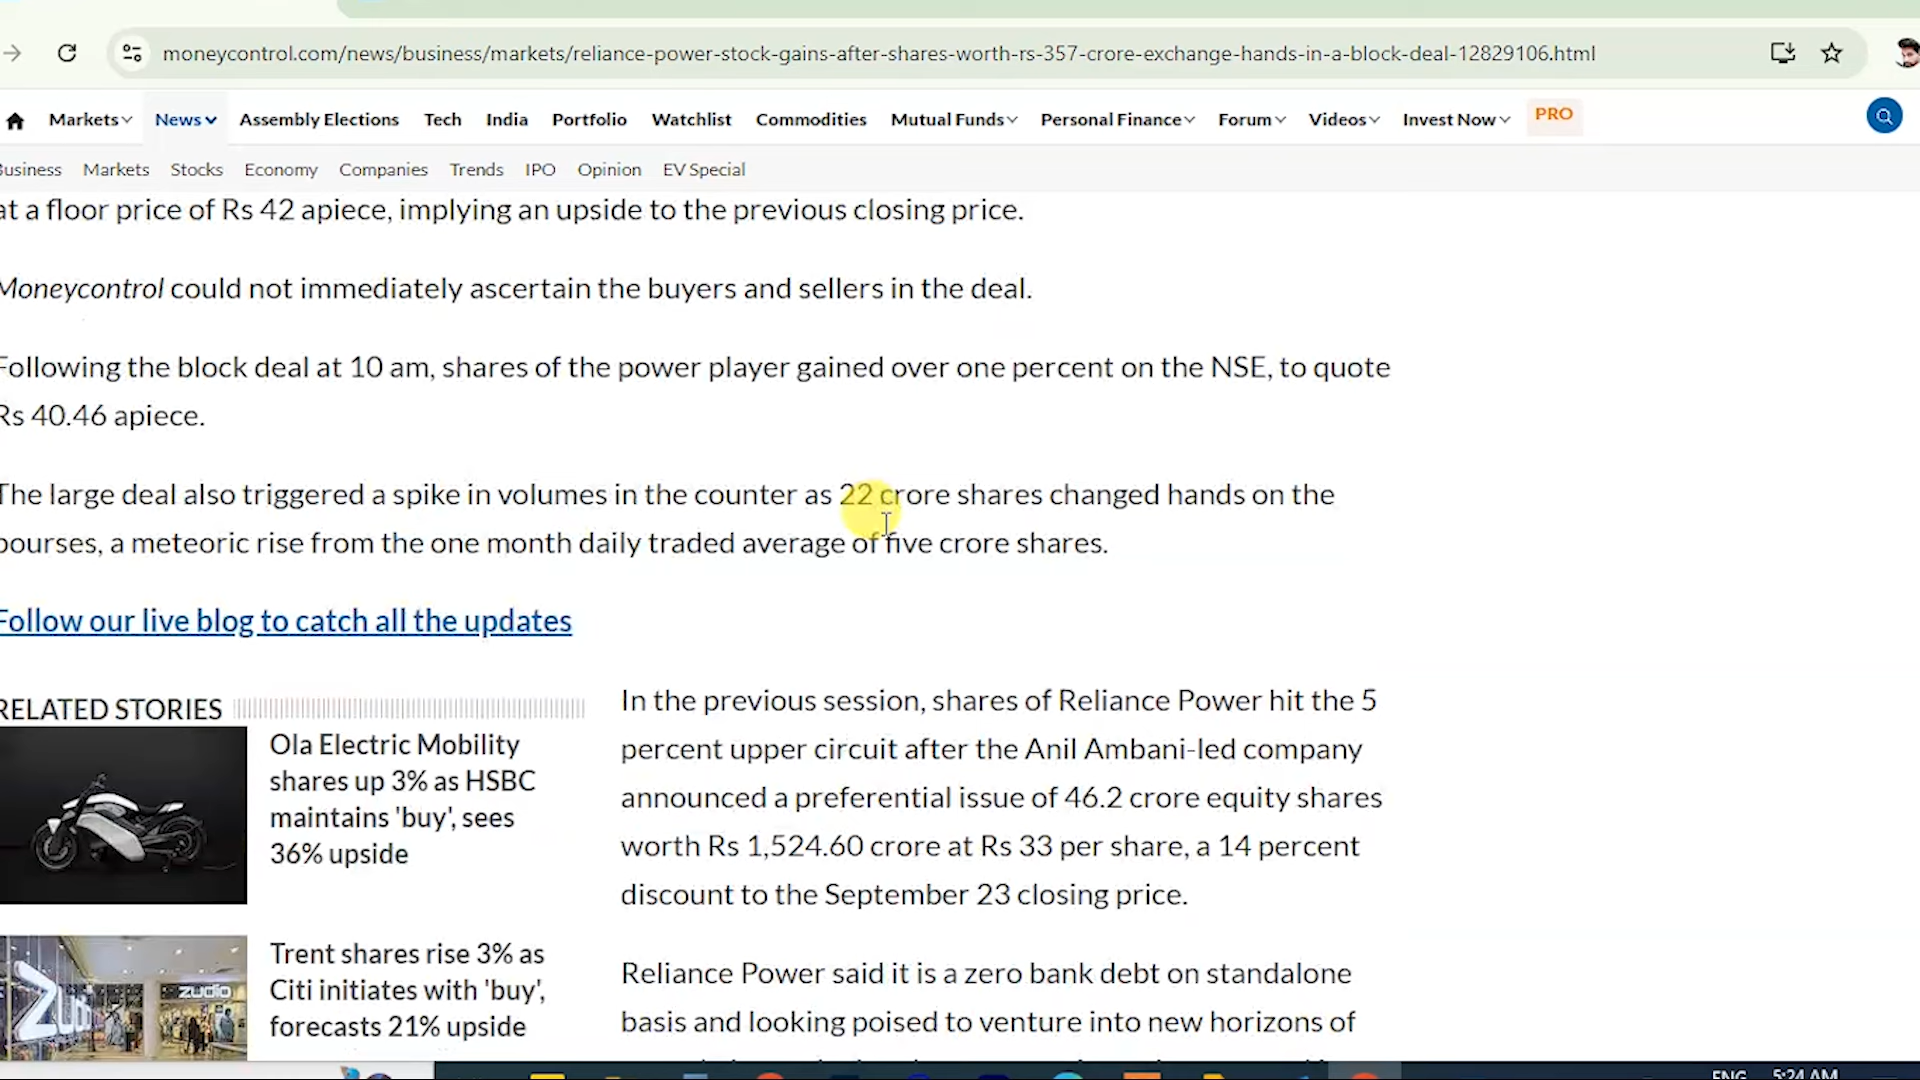 moneycontrol.com/news/business/markets/reliance-power-stock-gains-after-shares-worth-rs-357-crore-exchange-hands-in-a-block-deal-12829106.html
Markets News Assembly Elections Tech India Portfolio Watchlist Commodities Mutual Funds Personal Finance Forum Videos Invest Now PRO
Business Markets Stocks Economy Companies Trends IPO Opinion EV Special
at a floor price of Rs 42 apiece, implying an upside to the previous closing price.
Moneycontrol could not immediately ascertain the buyers and sellers in the deal.
Following the block deal at 10 am, shares of the power player gained over one percent on the NSE, to quote
Rs 40.46 apiece.
The large deal also triggered a spike in volumes in the counter as 22 crore shares changed hands on the
bourses, a meteoric rise from the one month daily traded average of five crore shares.
Follow our live blog to catch all the updates
RELATED STORIES
Ola Electric Mobility
shares up 3% as HSBC
maintains 'buy', sees
36% upside
Trent shares rise 3% as
Citi initiates with 'buy',
forecasts 21% upside
ZUDIO
In the previous session, shares of Reliance Power hit the 5
percent upper circuit after the Anil Ambani-led company
announced a preferential issue of 46.2 crore equity shares
worth Rs 1,524.60 crore at Rs 33 per share, a 14 percent
discount to the September 23 closing price.
Reliance Power said it is a zero bank debt on standalone
basis and looking poised to venture into new horizons of
ENG 5:24 AM